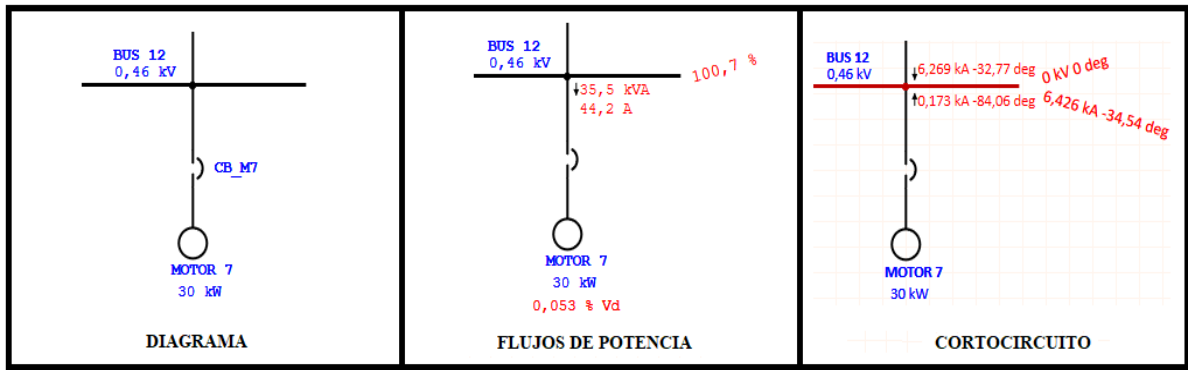 BUS 12
0,46 kV
CB_M7
MOTOR 7
30 kW
DIAGRAMA
BUS 12
0,46 kV
100,7 %
35,5 kVA
44,2 A
MOTOR 7
30 kW
0,053 % Vd
FLUJOS DE POTENCIA
BUS 12
0,46 kV
6,269 kA -32,77 deg
0 kV 0 deg
0,173 kA -84,06 deg
6,426 kA -34,54 deg
MOTOR 7
30 kW
CORTOCIRCUITO